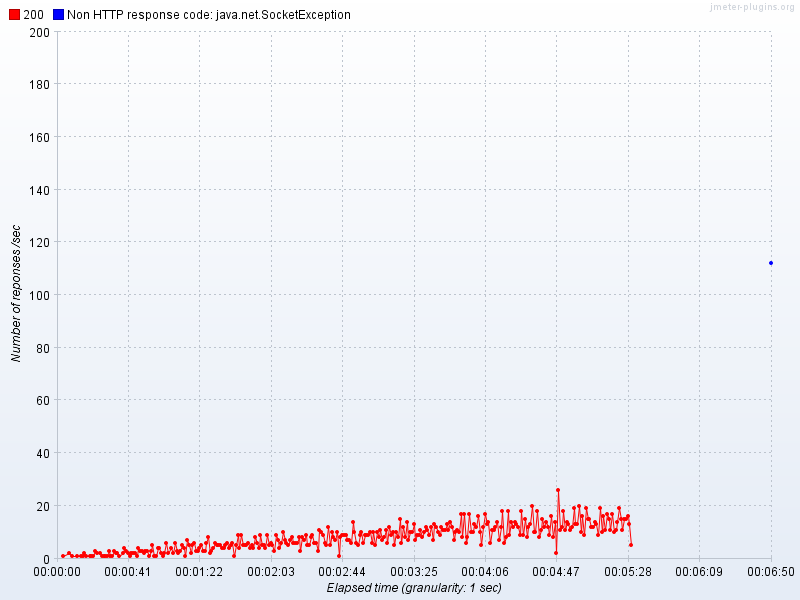 jmeter-plugins.org
200 Non HTTP response code: java.net.SocketException
200
180
160
140
120
100
80
60
40
20
0
Number of reponses /sec
00:00:00 00:00:41 00:01:22 00:02:03 00:02:44 00:03:25 00:04:06 00:04:47 00:05:28 00:06:09 00:06:50
Elapsed time (granularity: 1 sec)